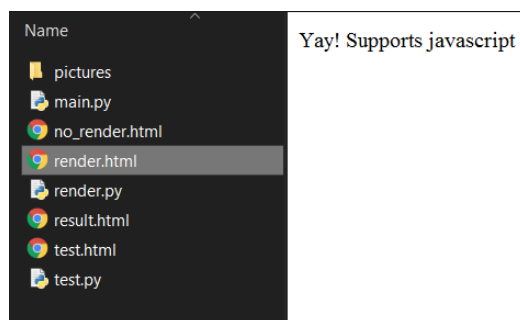 Name
pictures
main.py
no_render.html
render.html
render.py
result.html
test.html
test.py
Yay! Supports javascript